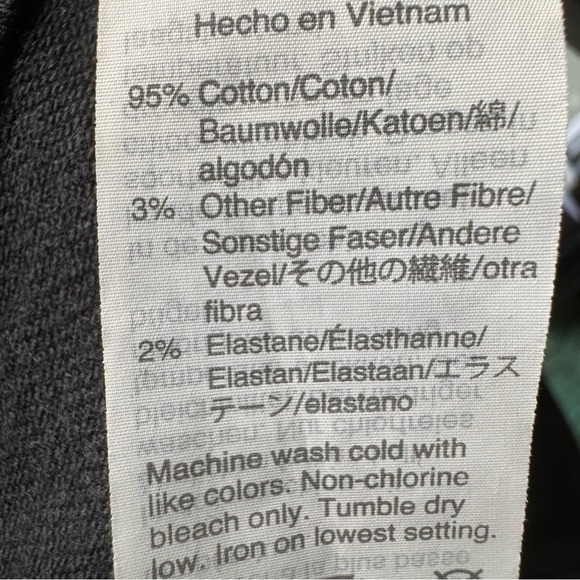 Hecho en Vietnam
95% Cotton/Coton/
Baumwolle/Katoen/綿/
algodón
3% Other Fiber/Autre Fibre/
Sonstige Faser/Andere
Vezel/その他の繊維/otra
fibra
2% Elastane/Élasthanne/
Elastan/Elastaan/エラス
テーン/elastano
Machine wash cold with
like colors. Non-chlorine
bleach only. Tumble dry
low. Iron on lowest setting.